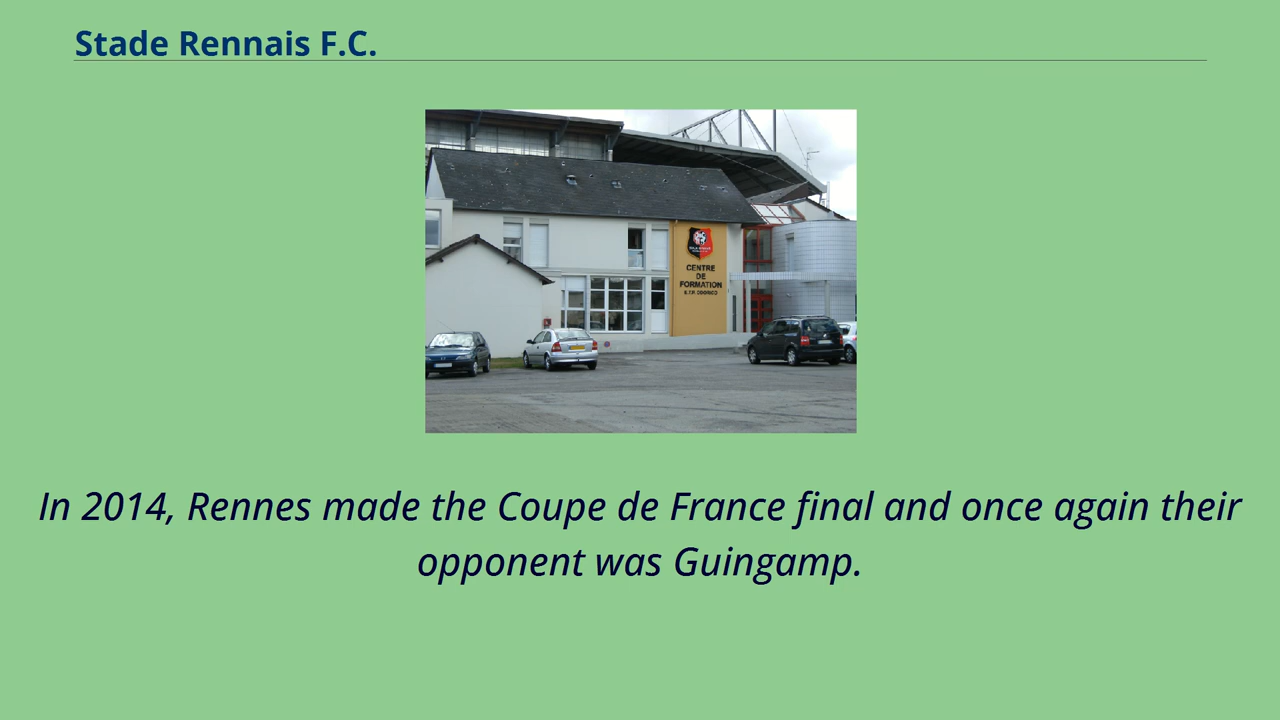 Stade Rennais F.C.
CENTRE
DE
FORMATION
In 2014, Rennes made the Coupe de France final and once again their
opponent was Guingamp.